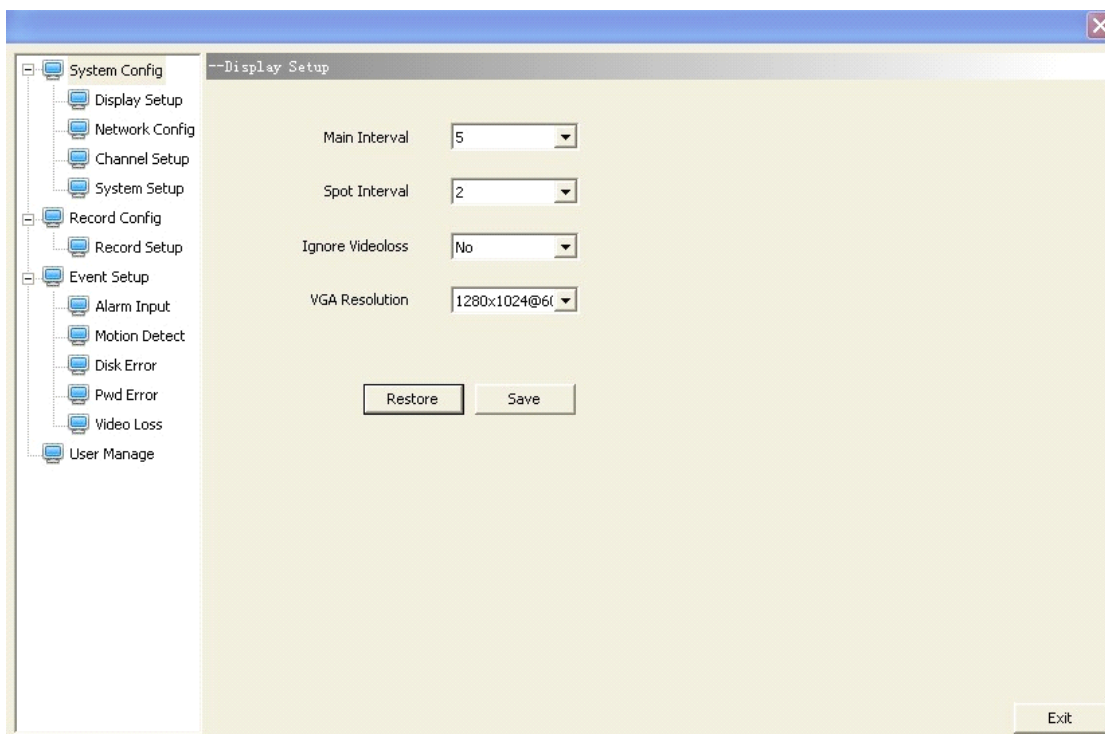 System Config
Display Setup
Network Config
Channel Setup
System Setup
Record Config
Record Setup
Event Setup
Alarm Input
Motion Detect
Disk Error
Pwd Error
Video Loss
User Manage
--Display Setup
Main Interval 5
Spot Interval 2
Ignore Videoloss No
VGA Resolution 1280x1024@6
Restore Save
Exit